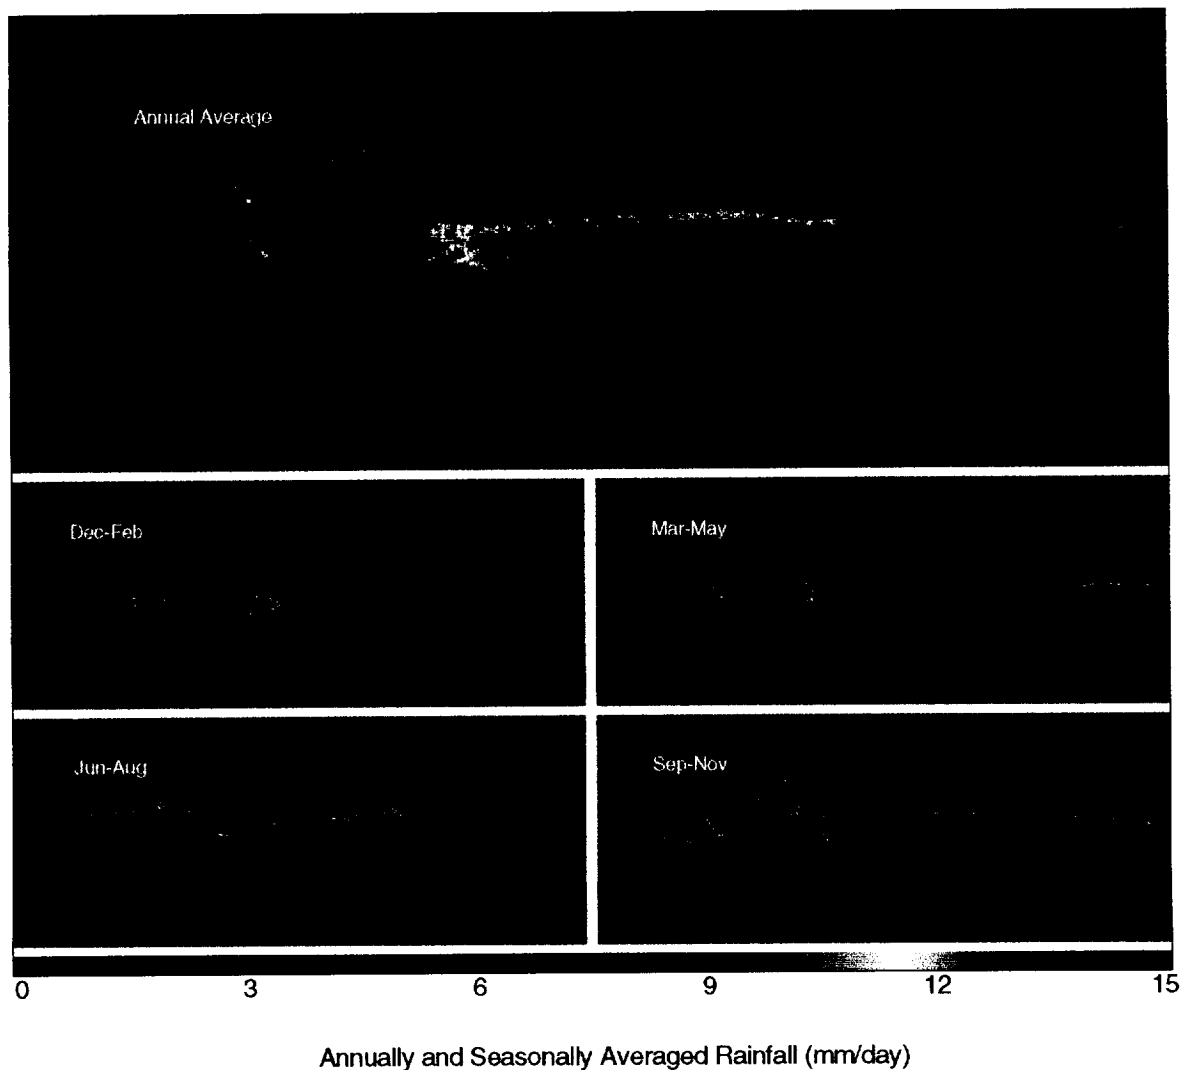 Annual Average
Dec-Feb
Mar-May
Jun-Aug
Sep-Nov
0 3 6 9 12 15
Annually and Seasonally Averaged Rainfall (mm/day)